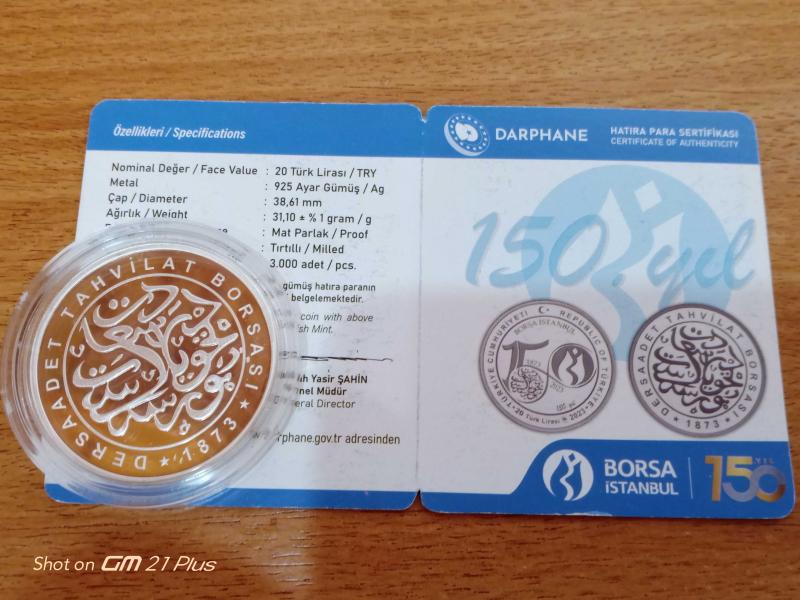 Özellikleri / Specifications
Nominal Değer / Face Value : 20 Türk Lirası / TRY
Metal : 925 Ayar Gümüş / Ag
Çap / Diameter : 38,61 mm
Ağırlık / Weight : 31,10 ± % 1 gram / g
: Mat Parlak / Proof
: Tırtıllı / Milled
3.000 adet / pcs.
gümüş hatıra paranın
belgelemektedir.
coin with above
Mint.
Yasir ŞAHİN
Müdür
Director
adresinden
DERSAADET TAHVİLAT BORSASI
★ 1873 ★
DARPHANE
HATIRA PARA SERTİFİKASI
CERTIFICATE OF AUTHENTICITY
150. yıl
TÜRKİYE CUMHURİYETİ REPUBLIC OF TÜRKİYE
BORSA İSTANBUL
150
1873
2023
150. yıl
20 Türk Lirası 2023
DERSAADET TAHVİLAT BORSASI
★ 1873 ★
BORSA
İSTANBUL
150 YIL
Shot on GM 21 Plus